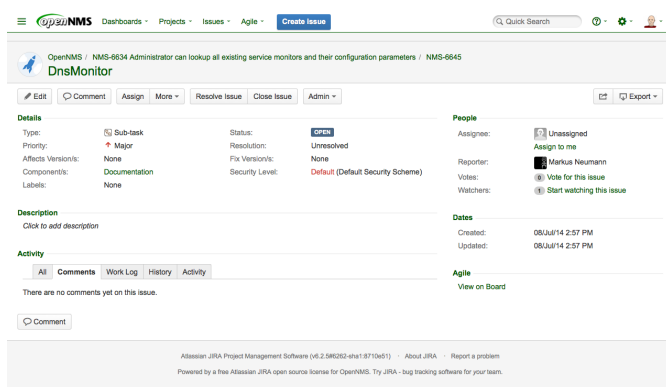 openNMS Dashboards Projects Issues Agile Create Issue Quick Search
OpenNMS / NMS-6634 Administrator can lookup all existing service monitors and their configuration parameters / NMS-6645
DnsMonitor
Edit Comment Assign More Resolve Issue Close Issue Admin Export
Details
Type: Sub-task Status: OPEN
Priority: Major Resolution: Unresolved
Affects Version/s: None Fix Version/s: None
Component/s: Documentation Security Level: Default (Default Security Scheme)
Labels: None
Description
Click to add description
Activity
All Comments Work Log History Activity
There are no comments yet on this issue.
Comment
People
Assignee: Unassigned
Assign to me
Reporter: Markus Neumann
Votes: 0 Vote for this issue
Watchers: 1 Start watching this issue
Dates
Created: 08/Jul/14 2:57 PM
Updated: 08/Jul/14 2:57 PM
Agile
View on Board
Atlassian JIRA Project Management Software (v6.2.5#6262-sha1:8710e51) · About JIRA · Report a problem
Powered by a free Atlassian JIRA open source license for OpenNMS. Try JIRA - bug tracking software for your team.